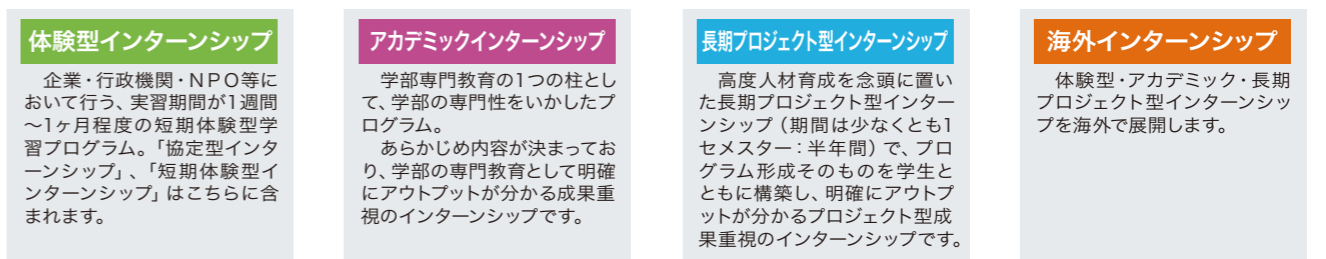 体験型インターンシップ
企業・行政機関・NPO等に
おいて行う、実習期間が1週間
～1ヶ月程度の短期体験型学
習プログラム。「協定型インタ
ーンシップ」、「短期体験型イ
ンターンシップ」はこちらに含
まれます。
アカデミックインターンシップ
学部専門教育の1つの柱とし
て、学部の専門性をいかしたプ
ログラム。
あらかじめ内容が決まってお
り、学部の専門教育として明確
にアウトプットが分かる成果重
視のインターンシップです。
長期プロジェクト型インターンシップ
高度人材育成を念頭に置い
た長期プロジェクト型インター
ンシップ（期間は少なくとも1
セメスター：半年間）で、プロ
グラム形成そのものを学生と
ともに構築し、明確にアウトプ
ットが分かるプロジェクト型成
果重視のインターンシップです。
海外インターンシップ
体験型・アカデミック・長期
プロジェクト型インターンシッ
プを海外で展開します。